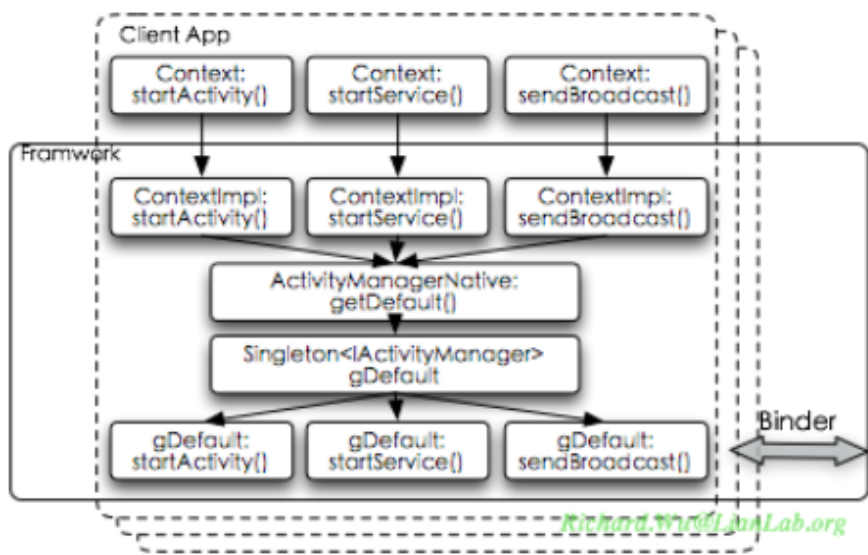 Client App
Context:
startActivity()
Context:
startService()
Context:
sendBroadcast()
Framwork
ContextImpl:
startActivity()
ContextImpl:
startService()
ContextImpl:
sendBroadcast()
ActivityManagerNative:
getDefault()
Singleton<IActivityManager>
gDefault
gDefault:
startActivity()
gDefault:
startService()
gDefault:
sendBroadcast()
Binder
Richard.Wu@LianLab.org